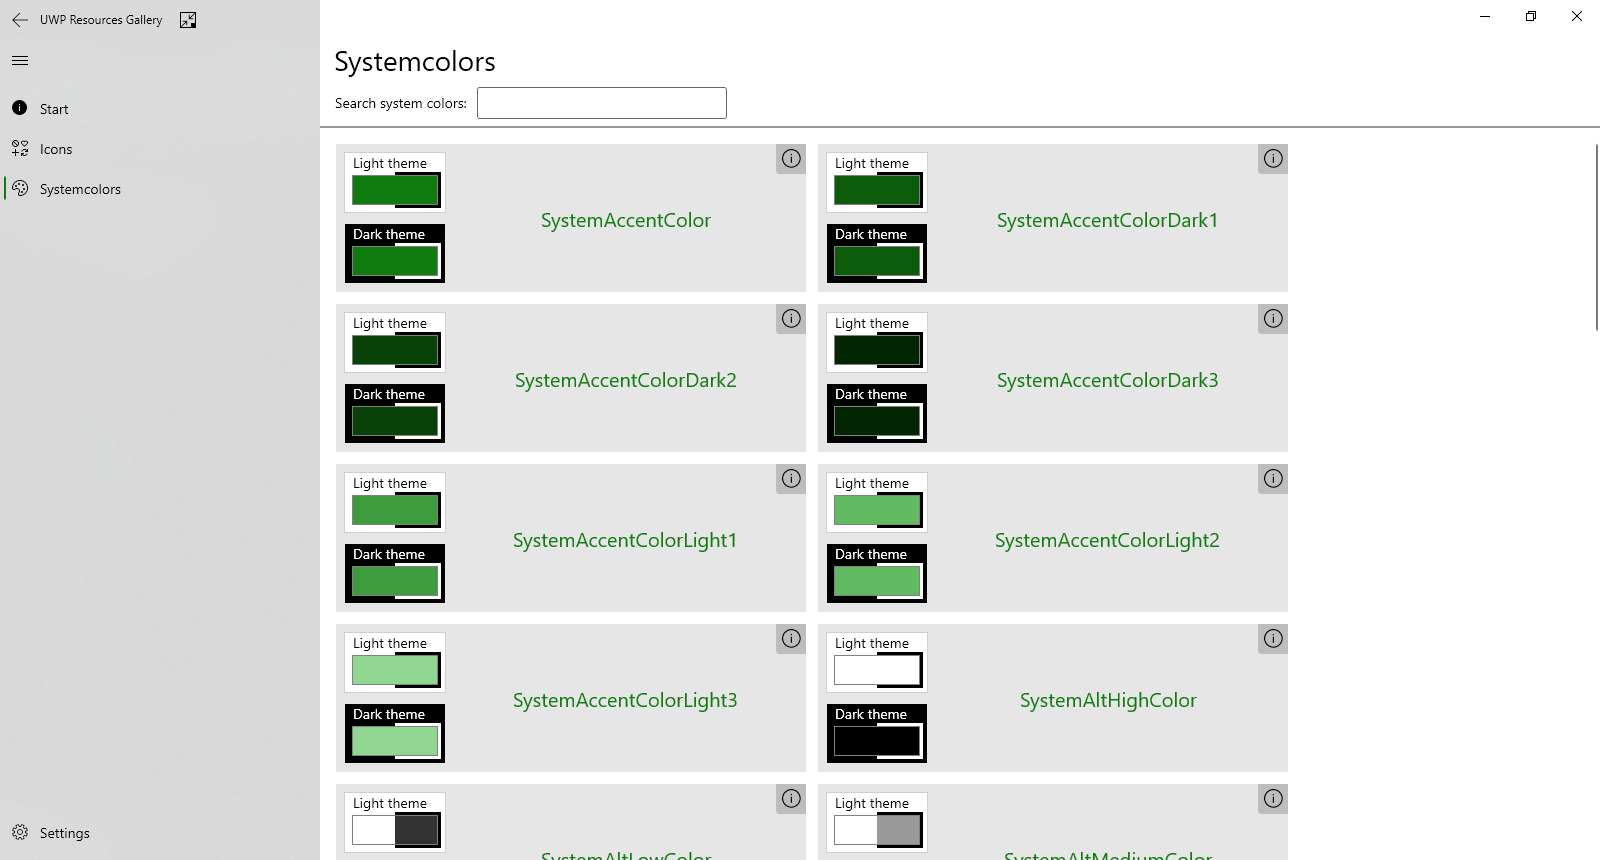 UWP Resources Gallery
Start
Icons
Systemcolors
Settings
Systemcolors
Search system colors:
Light theme
Dark theme
SystemAccentColor
Light theme
Dark theme
SystemAccentColorDark1
Light theme
Dark theme
SystemAccentColorDark2
Light theme
Dark theme
SystemAccentColorDark3
Light theme
Dark theme
SystemAccentColorLight1
Light theme
Dark theme
SystemAccentColorLight2
Light theme
Dark theme
SystemAccentColorLight3
Light theme
Dark theme
SystemAltHighColor
Light theme
SystemAltLowColor
Light theme
SystemAltMediumColor